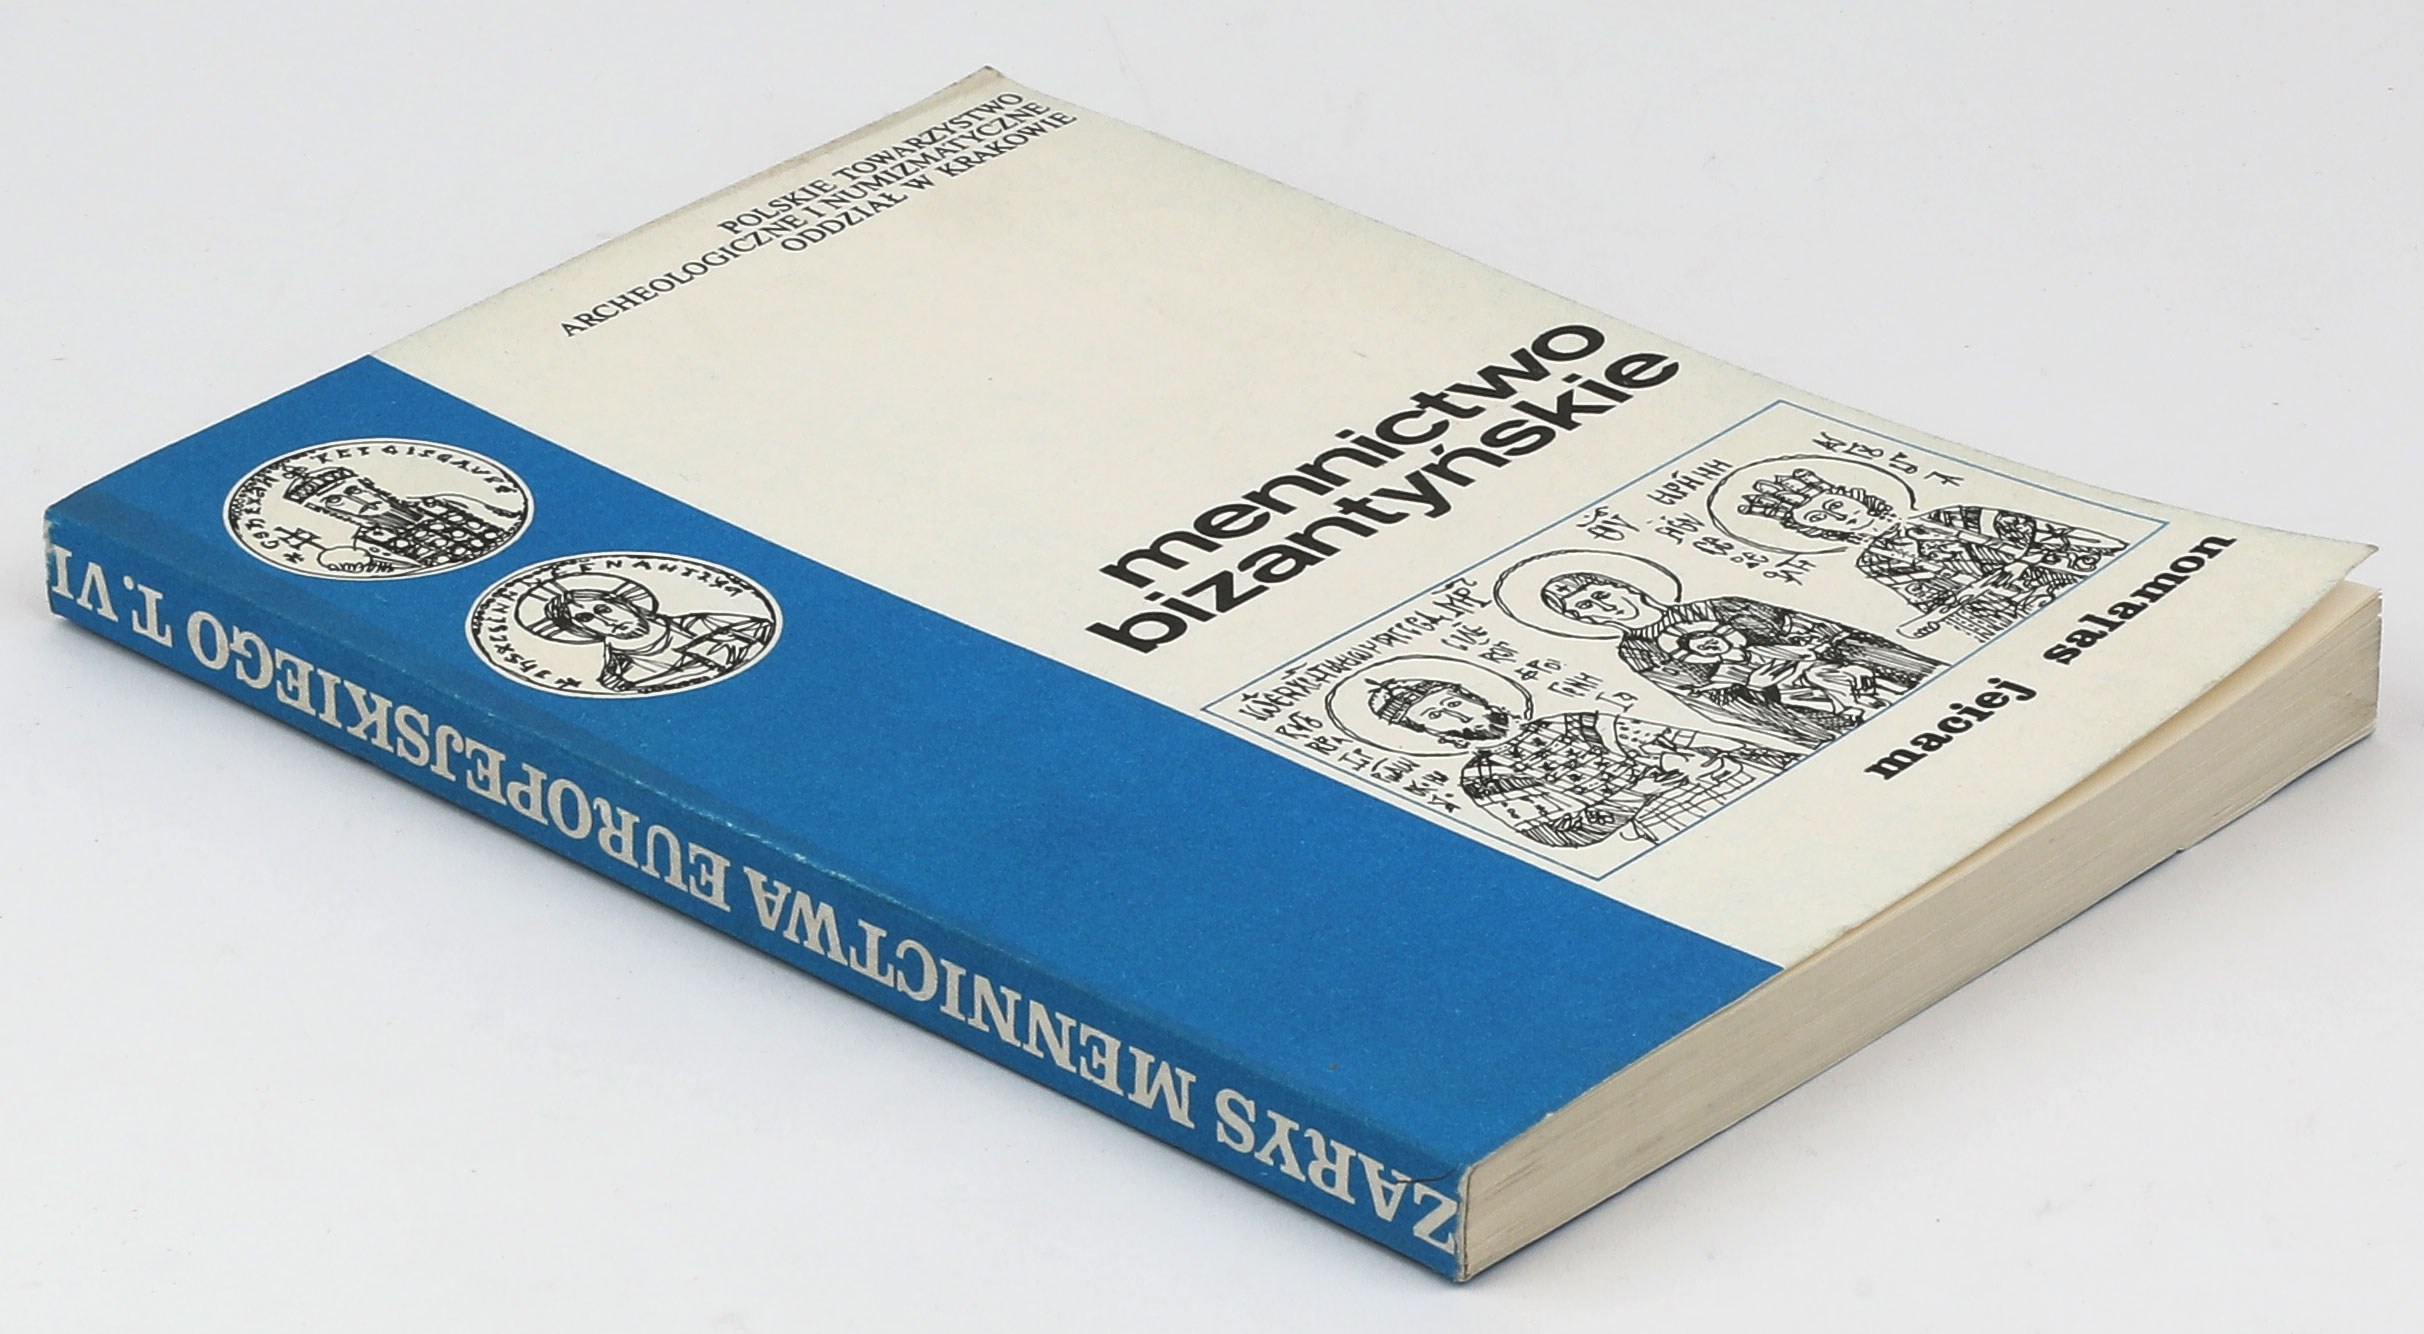 POLSKIE TOWARZYSTWO
ARCHEOLOGICZNE I NUMIZMATYCZNE
ODDZIAŁ W KRAKOWIE
mennictwo
bizantyńskie
maciej salamon
ZARYS MENNICTWA EUROPEJSKIEGO T. VI